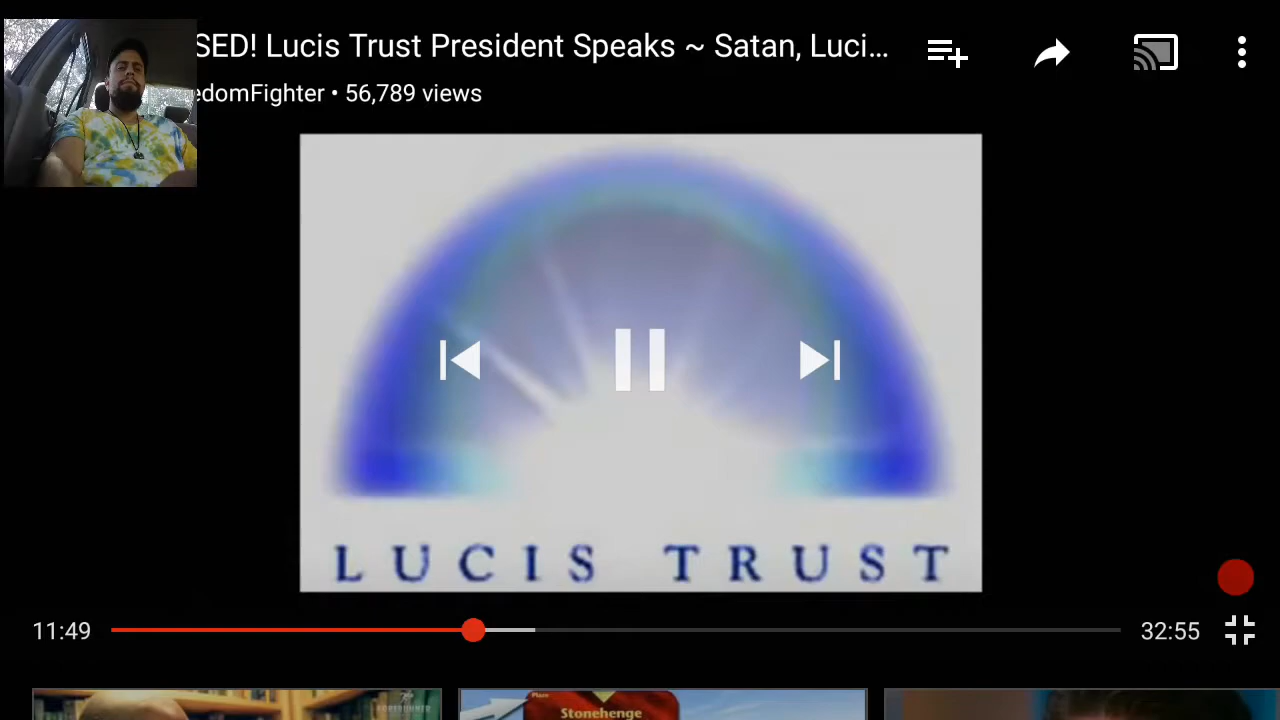 SED! Lucis Trust President Speaks ~ Satan, Luci...
edomFighter • 56,789 views
LUCIS TRUST
11:49
32:55
Stonehenge